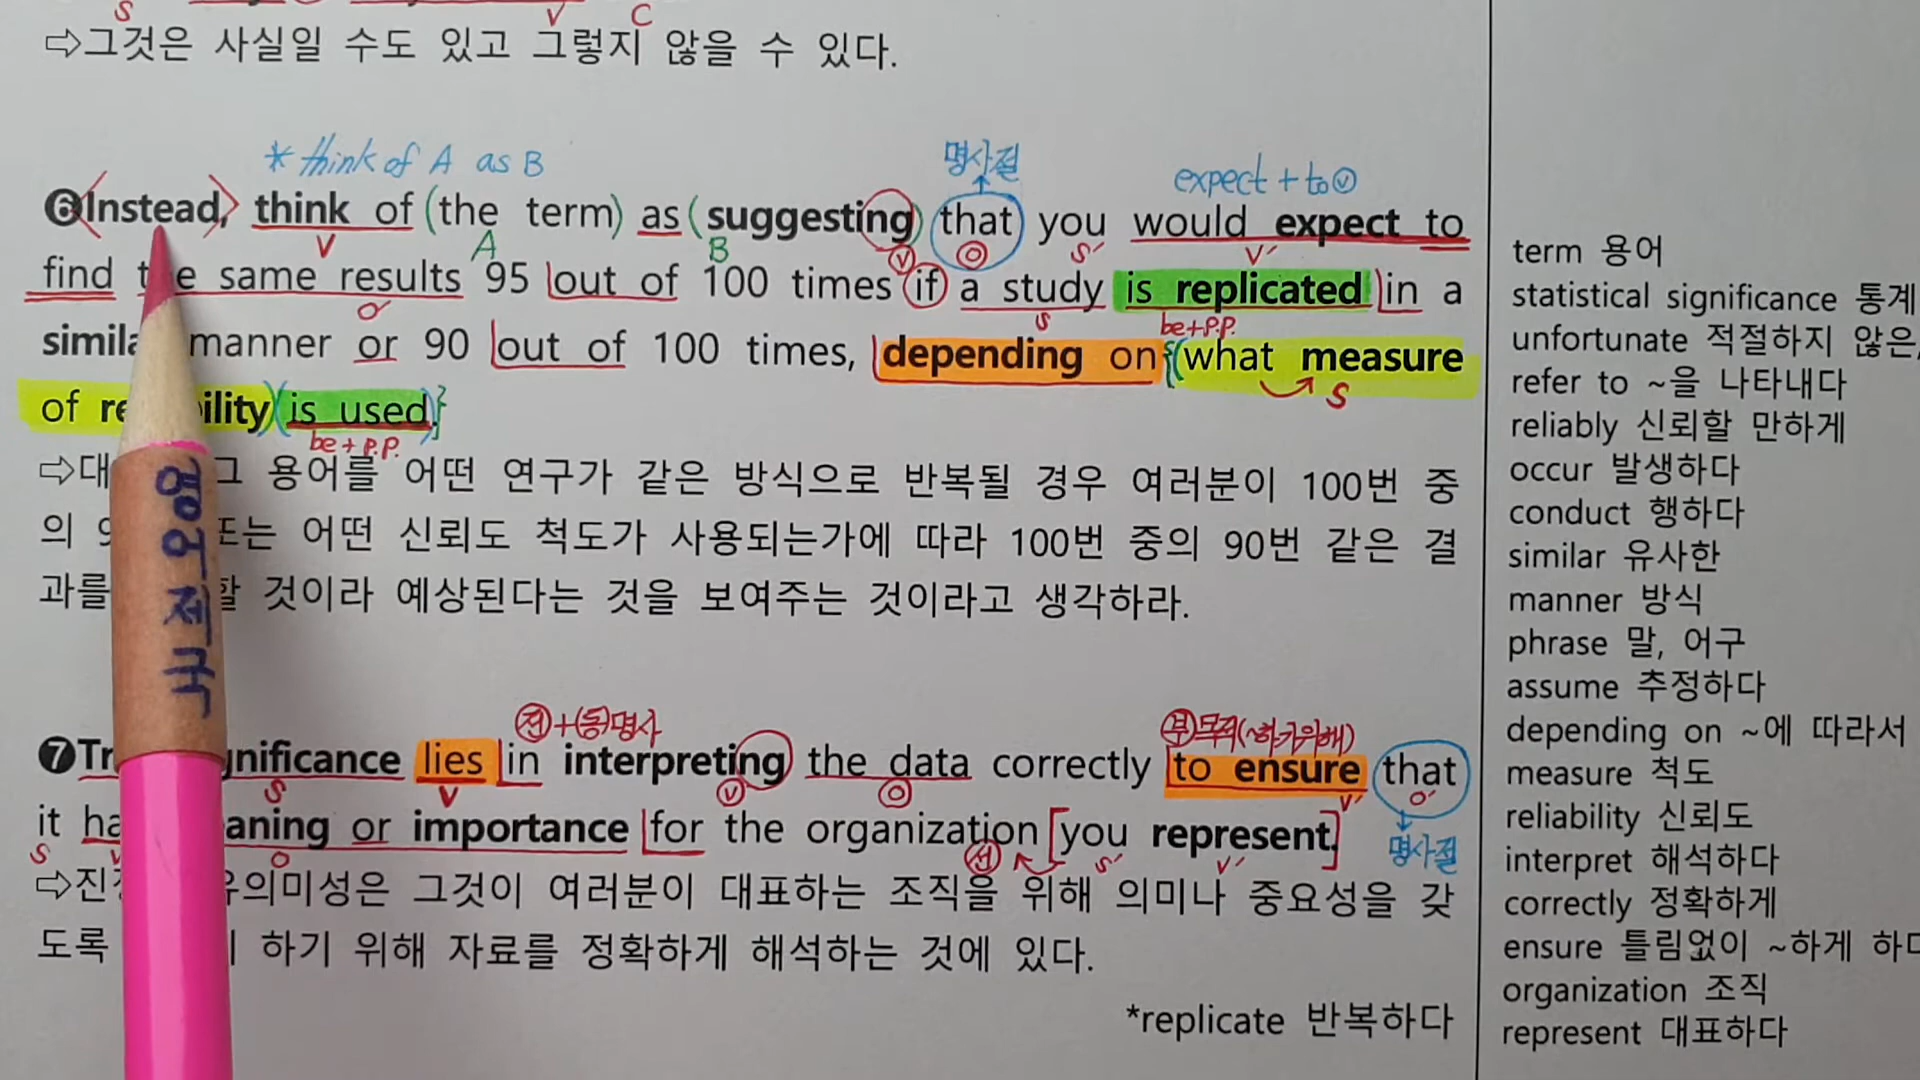 S V C
⇨그것은 사실일 수도 있고 그렇지 않을 수 있다.
*think of A as B 명사절 expect + to ⓥ
❻Instead, think of (the term) as (suggesting) that you would expect to
V A B ⓥ ⓞ S' V'
find the same results 95 out of 100 times if a study is replicated in a
O S be+p.p.
manner or 90 out of 100 times, depending on {(what measure
S
of is used.}
be+p.p.
그 용어를 어떤 연구가 같은 방식으로 반복될 경우 여러분이 100번 중
의 또는 어떤 신뢰도 척도가 사용되는가에 따라 100번 중의 90번 같은 결
과를 할 것이라 예상된다는 것을 보여주는 것이라고 생각하라.
영어제국
전+(동)명사 부 목적(~하기위해)
❼ lies in interpreting the data correctly to ensure that
S V ⓥ ⓞ V' O'
it or importance for the organization [you represent.]
S O 선 S' V' 명사절
유의미성은 그것이 여러분이 대표하는 조직을 위해 의미나 중요성을 갖
도록 하기 위해 자료를 정확하게 해석하는 것에 있다.
*replicate 반복하다
term 용어
statistical significance 통계
unfortunate 적절하지 않은,
refer to ~을 나타내다
reliably 신뢰할 만하게
occur 발생하다
conduct 행하다
similar 유사한
manner 방식
phrase 말, 어구
assume 추정하다
depending on ~에 따라서
measure 척도
reliability 신뢰도
interpret 해석하다
correctly 정확하게
ensure 틀림없이 ~하게 하다
organization 조직
represent 대표하다